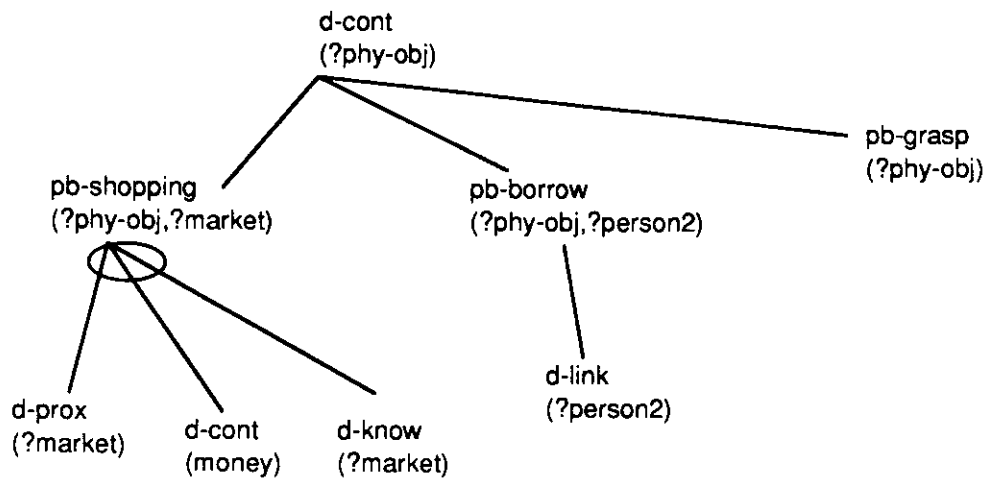 d-cont
(?phy-obj)
pb-grasp
(?phy-obj)
pb-shopping
(?phy-obj,?market)
pb-borrow
(?phy-obj,?person2)
d-link
(?person2)
d-prox
(?market)
d-cont
(money)
d-know
(?market)